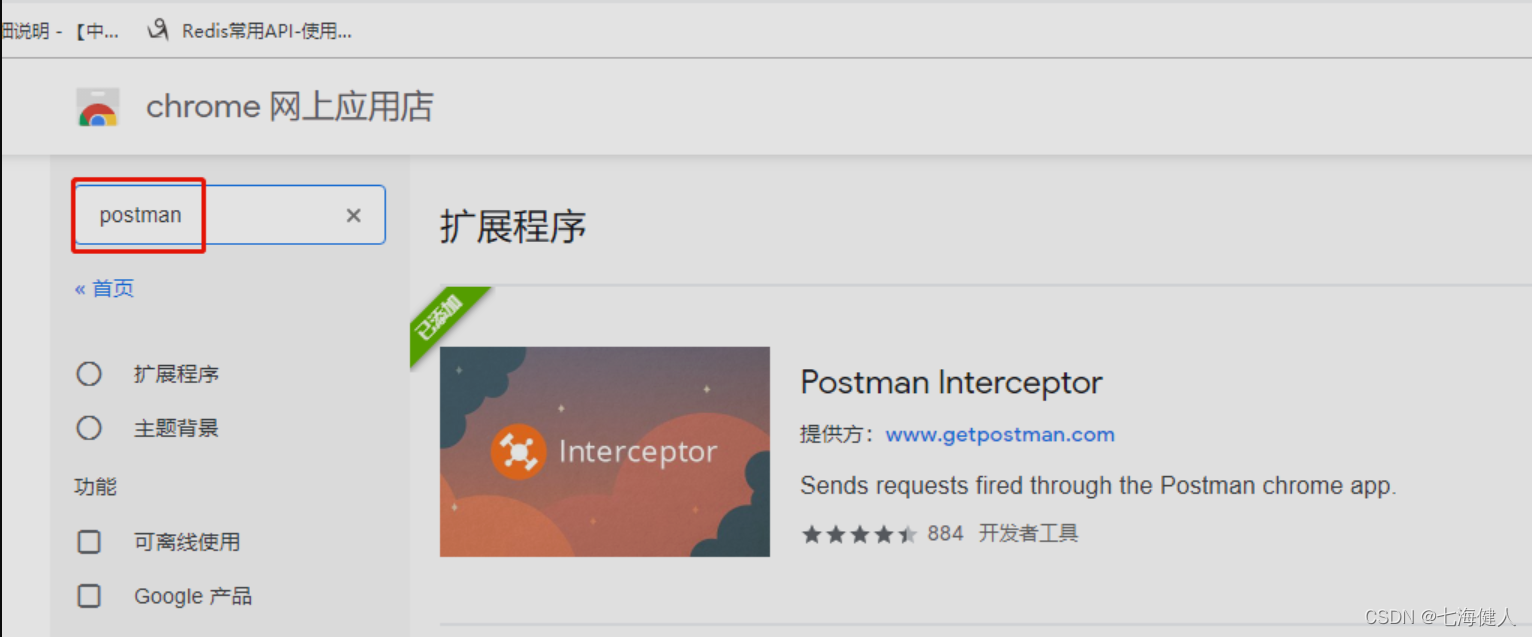 细说明 - 【中...
Redis常用API-使用...
chrome 网上应用店
postman ×
« 首页
扩展程序
主题背景
功能
可离线使用
Google 产品
扩展程序
已添加
Interceptor
Postman Interceptor
提供方： www.getpostman.com
Sends requests fired through the Postman chrome app.
884 开发者工具
CSDN @七海健人